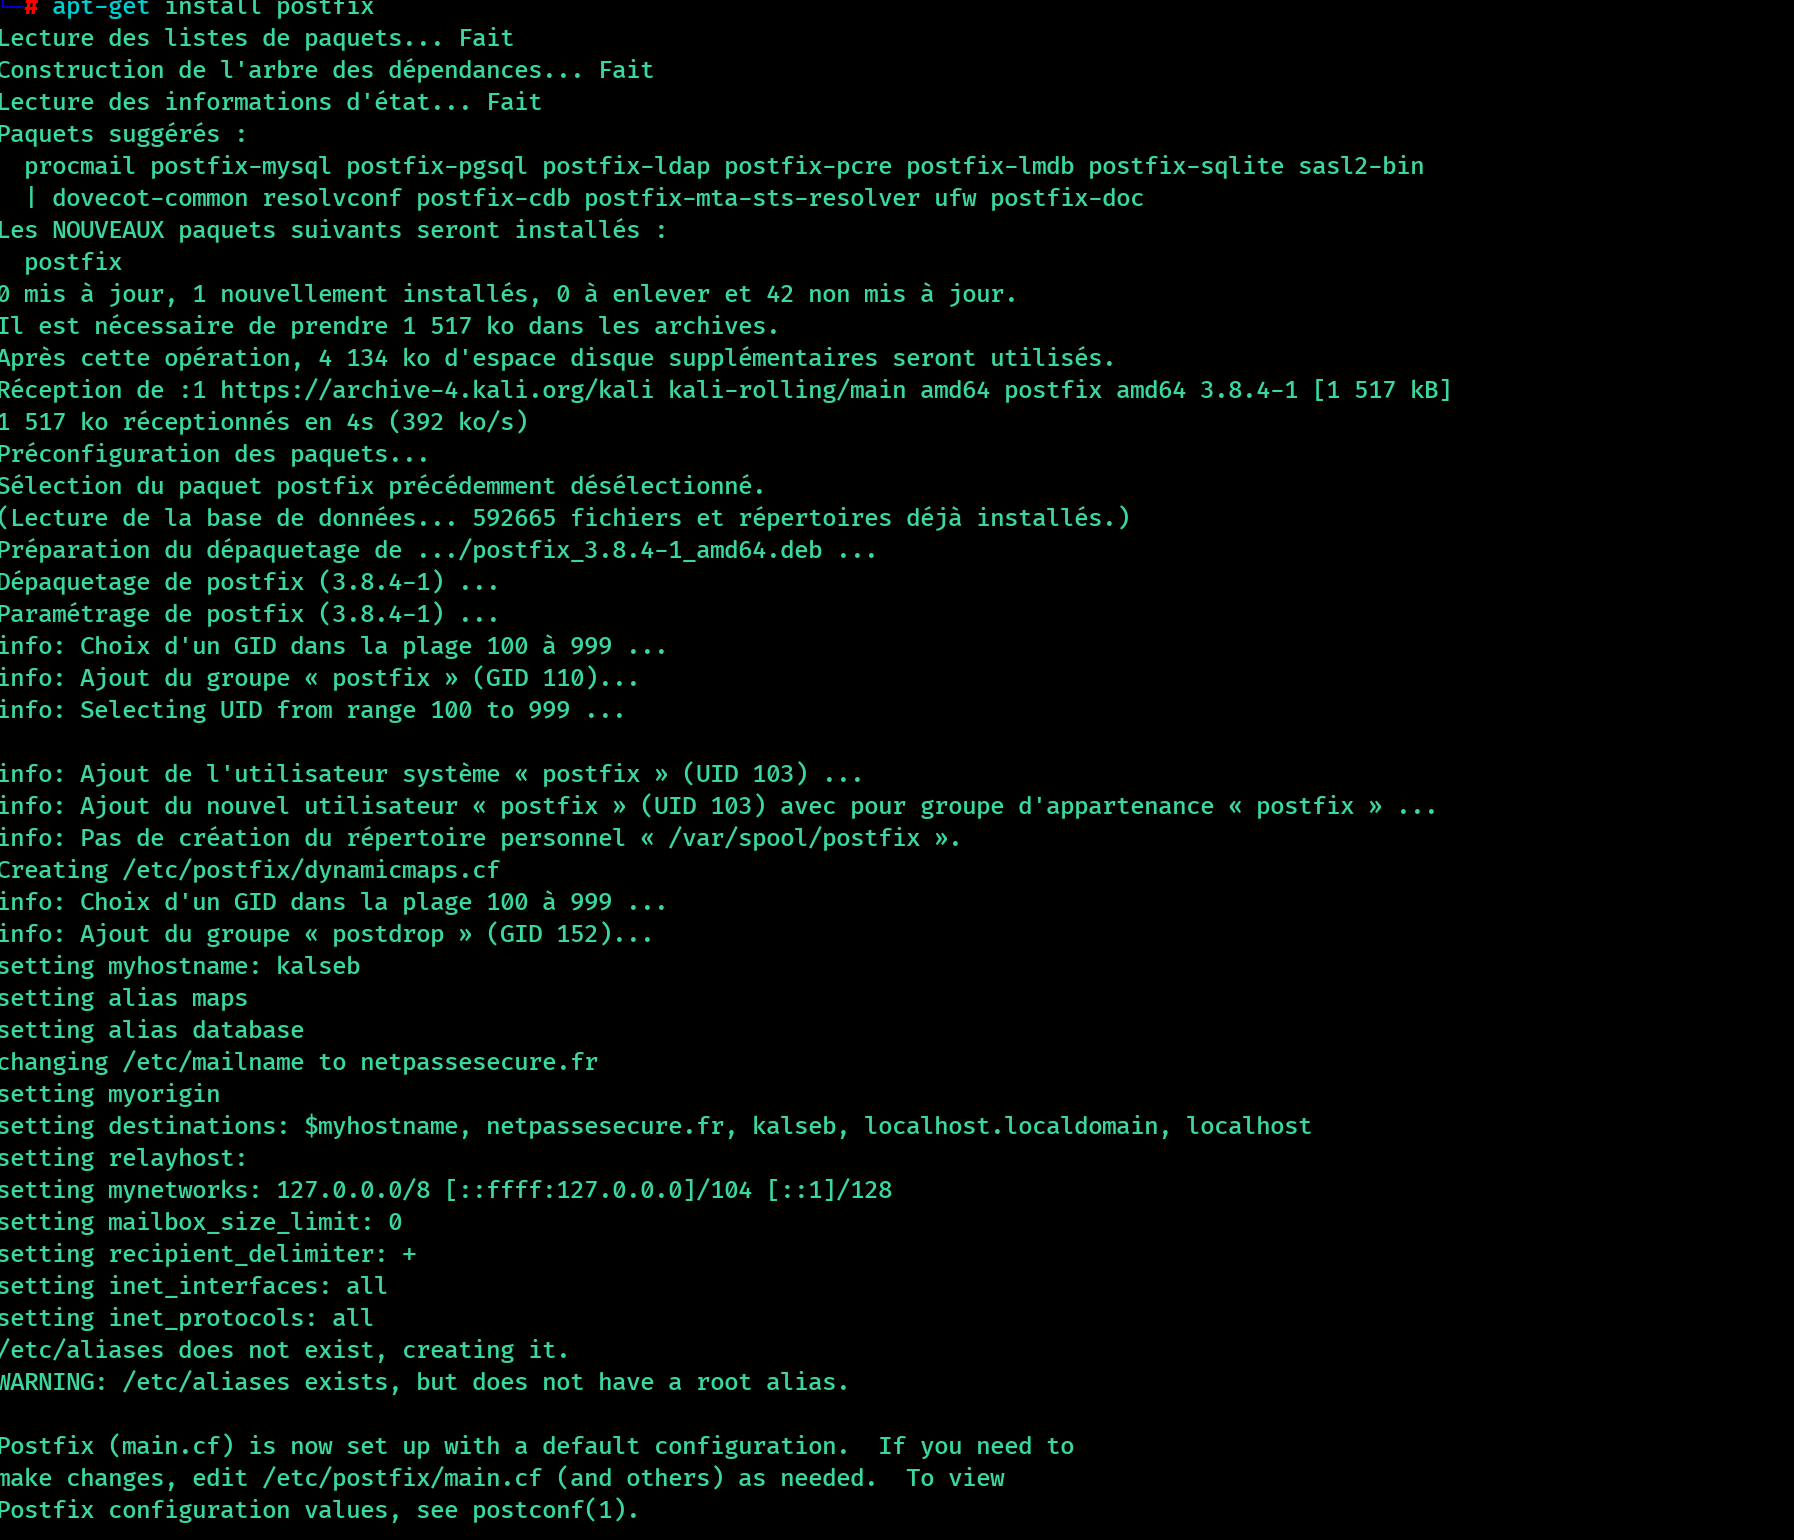 └─# apt-get install postfix
Lecture des listes de paquets... Fait
Construction de l'arbre des dépendances... Fait
Lecture des informations d'état... Fait
Paquets suggérés :
  procmail postfix-mysql postfix-pgsql postfix-ldap postfix-pcre postfix-lmdb postfix-sqlite sasl2-bin
  | dovecot-common resolvconf postfix-cdb postfix-mta-sts-resolver ufw postfix-doc
Les NOUVEAUX paquets suivants seront installés :
  postfix
0 mis à jour, 1 nouvellement installés, 0 à enlever et 42 non mis à jour.
Il est nécessaire de prendre 1 517 ko dans les archives.
Après cette opération, 4 134 ko d'espace disque supplémentaires seront utilisés.
Réception de :1 https://archive-4.kali.org/kali kali-rolling/main amd64 postfix amd64 3.8.4-1 [1 517 kB]
1 517 ko réceptionnés en 4s (392 ko/s)
Préconfiguration des paquets...
Sélection du paquet postfix précédemment désélectionné.
(Lecture de la base de données... 592665 fichiers et répertoires déjà installés.)
Préparation du dépaquetage de .../postfix_3.8.4-1_amd64.deb ...
Dépaquetage de postfix (3.8.4-1) ...
Paramétrage de postfix (3.8.4-1) ...
info: Choix d'un GID dans la plage 100 à 999 ...
info: Ajout du groupe « postfix » (GID 110)...
info: Selecting UID from range 100 to 999 ...

info: Ajout de l'utilisateur système « postfix » (UID 103) ...
info: Ajout du nouvel utilisateur « postfix » (UID 103) avec pour groupe d'appartenance « postfix » ...
info: Pas de création du répertoire personnel « /var/spool/postfix ».
Creating /etc/postfix/dynamicmaps.cf
info: Choix d'un GID dans la plage 100 à 999 ...
info: Ajout du groupe « postdrop » (GID 152)...
setting myhostname: kalseb
setting alias maps
setting alias database
changing /etc/mailname to netpassesecure.fr
setting myorigin
setting destinations: $myhostname, netpassesecure.fr, kalseb, localhost.localdomain, localhost
setting relayhost:
setting mynetworks: 127.0.0.0/8 [::ffff:127.0.0.0]/104 [::1]/128
setting mailbox_size_limit: 0
setting recipient_delimiter: +
setting inet_interfaces: all
setting inet_protocols: all
/etc/aliases does not exist, creating it.
WARNING: /etc/aliases exists, but does not have a root alias.

Postfix (main.cf) is now set up with a default configuration.  If you need to
make changes, edit /etc/postfix/main.cf (and others) as needed.  To view
Postfix configuration values, see postconf(1).